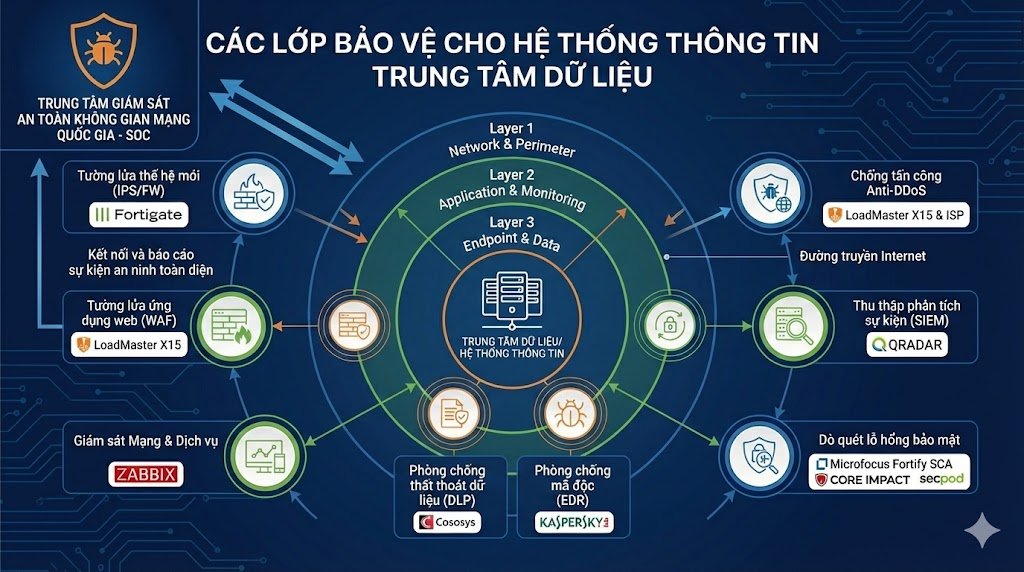 CÁC LỚP BẢO VỆ CHO HỆ THỐNG THÔNG TIN
TRUNG TÂM DỮ LIỆU
TRUNG TÂM GIÁM SÁT
AN TOÀN KHÔNG GIAN MẠNG
QUỐC GIA - SOC
Layer 1
Network & Perimeter
Layer 2
Application & Monitoring
Layer 3
Endpoint & Data
TRUNG TÂM DỮ LIỆU/
HỆ THỐNG THÔNG TIN
Tường lửa thế hệ mới
(IPS/FW)
Fortigate
Kết nối và báo cáo
sự kiện an ninh toàn diện
Tường lửa ứng
dụng web (WAF)
LoadMaster X15
Giám sát Mạng & Dịch vụ
ZABBIX
Phòng chống
thất thoát dữ
liệu (DLP)
Cososys
Phòng chống
mã độc
(EDR)
KASPERSKY
Chống tấn công
Anti-DDoS
LoadMaster X15 & ISP
Đường truyền Internet
Thu thập phân tích
sự kiện (SIEM)
QRADAR
Dò quét lỗ hổng bảo mật
Microfocus Fortify SCA
CORE IMPACT secpod